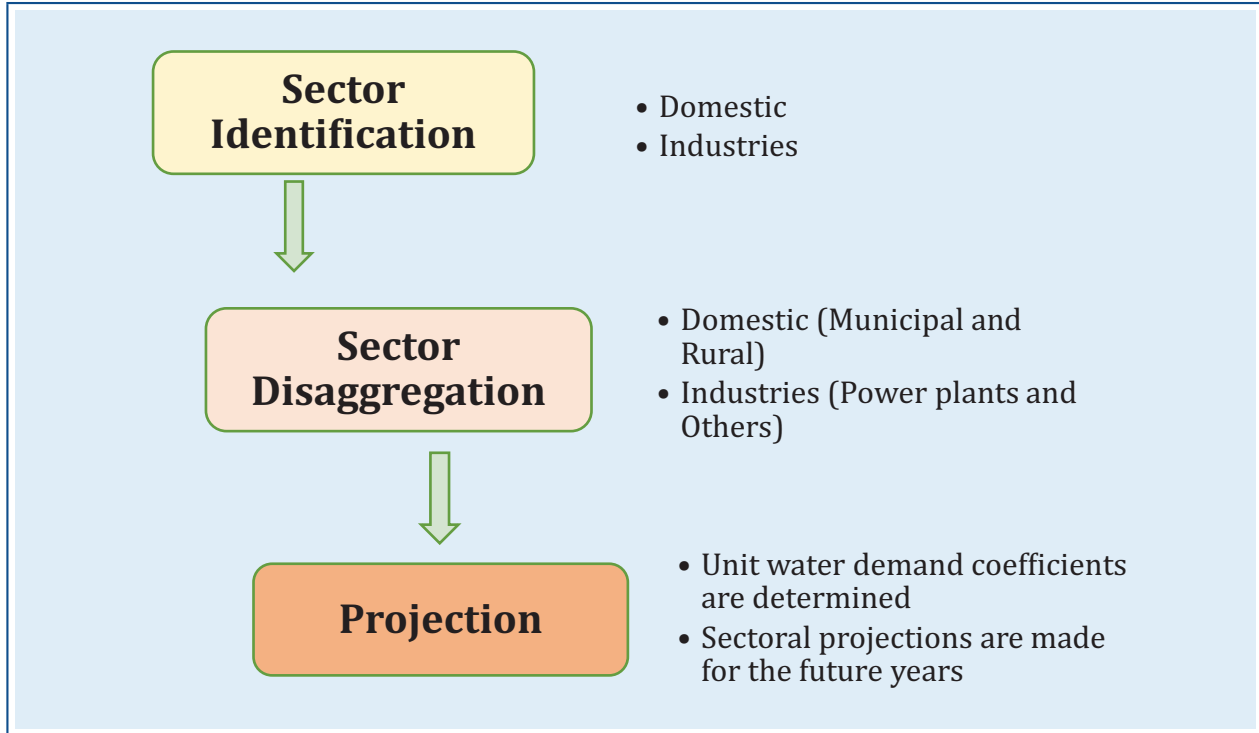 Sector
Identification
• Domestic
• Industries
Sector
Disaggregation
• Domestic (Municipal and
Rural)
• Industries (Power plants and
Others)
Projection
• Unit water demand coefficients
are determined
• Sectoral projections are made
for the future years